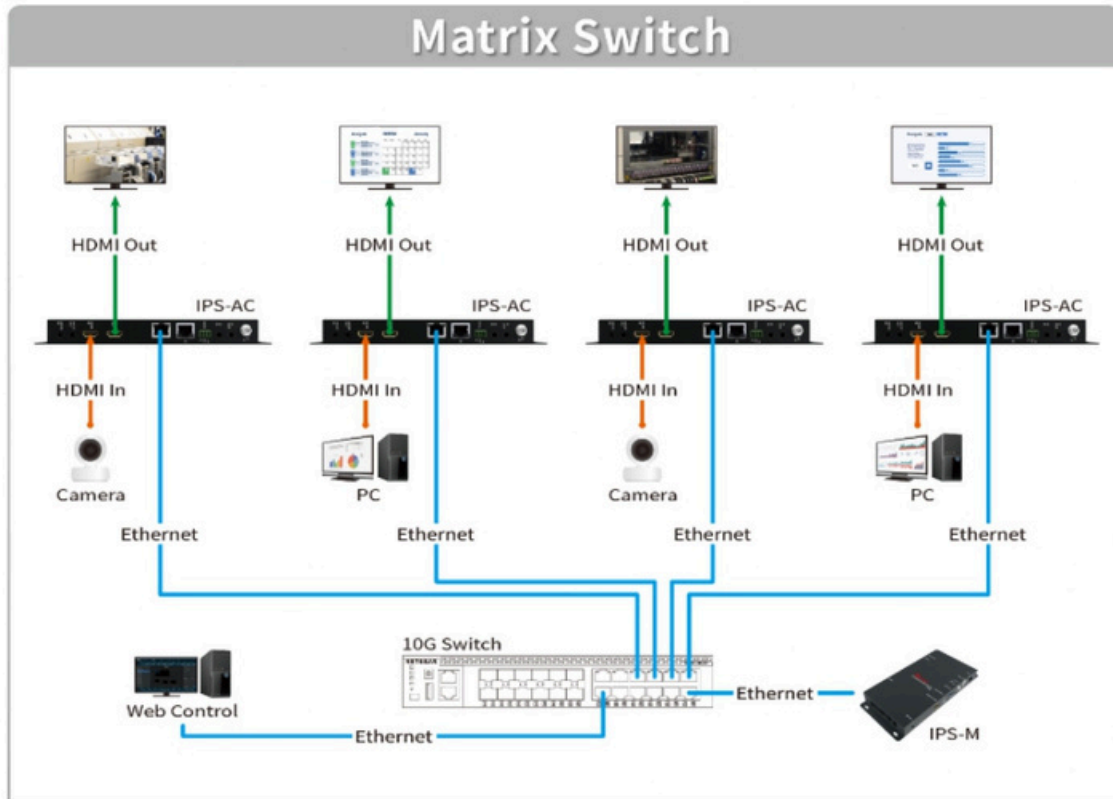 Matrix Switch
HDMI Out
HDMI Out
HDMI Out
HDMI Out
IPS-AC
IPS-AC
IPS-AC
IPS-AC
HDMI In
HDMI In
HDMI In
HDMI In
Camera
PC
Camera
PC
Ethernet
Ethernet
Ethernet
Ethernet
10G Switch
NETGEAR
Web Control
Ethernet
Ethernet
IPS-M